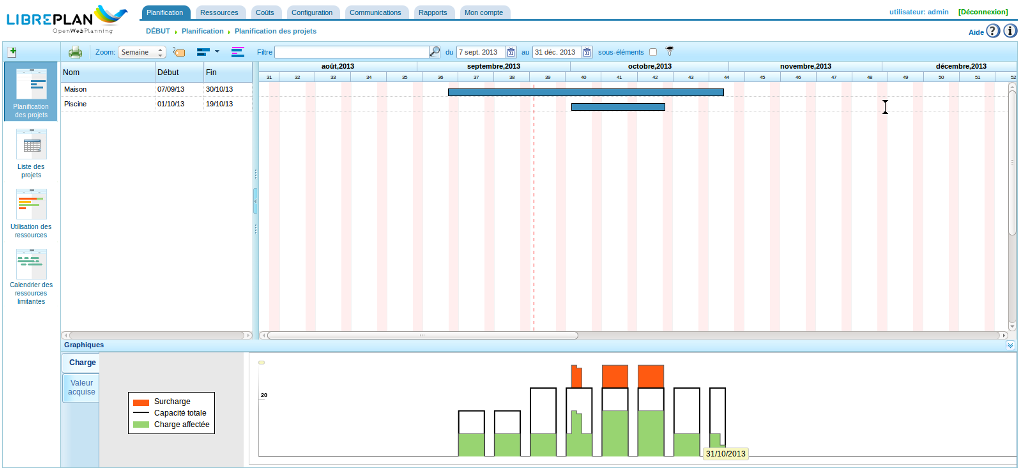 LIBREPLAN
OpenWebPlanning
Planification Ressources Coûts Configuration Communications Rapports Mon compte
utilisateur: admin [Déconnexion]
DÉBUT Planification Planification des projets
Aide
Zoom: Semaine
Filtre du 7 sept. 2013 au 31 déc. 2013 sous éléments
Planification
des projets
Liste des
projets
Utilisation des
ressources
Calendrier des
ressources
limitantes
Nom Début Fin
Maison 07/09/13 30/10/13
Piscine 01/10/13 19/10/13
août,2013 septembre,2013 octobre,2013 novembre,2013 décembre,2013
31 32 33 34 35 36 37 38 39 40 41 42 43 44 45 46 47 48 49 50 51 52
Graphiques
Charge
Valeur
acquise
Surcharge
Capacité totale
Charge affectée
20
31/10/2013